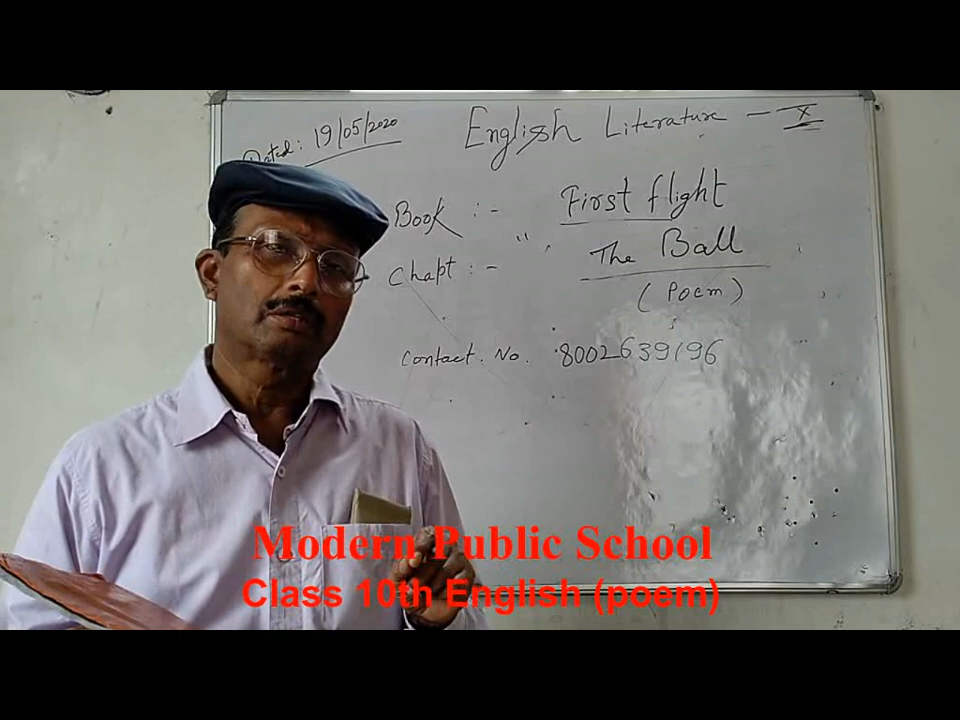 Dated: 19/05/2020
English Literature - X
Book :- First flight
" ,
Chapt :- The Ball
(Poem)
Contact. No. 8002639196
Modern Public School
Class 10th English (poem)